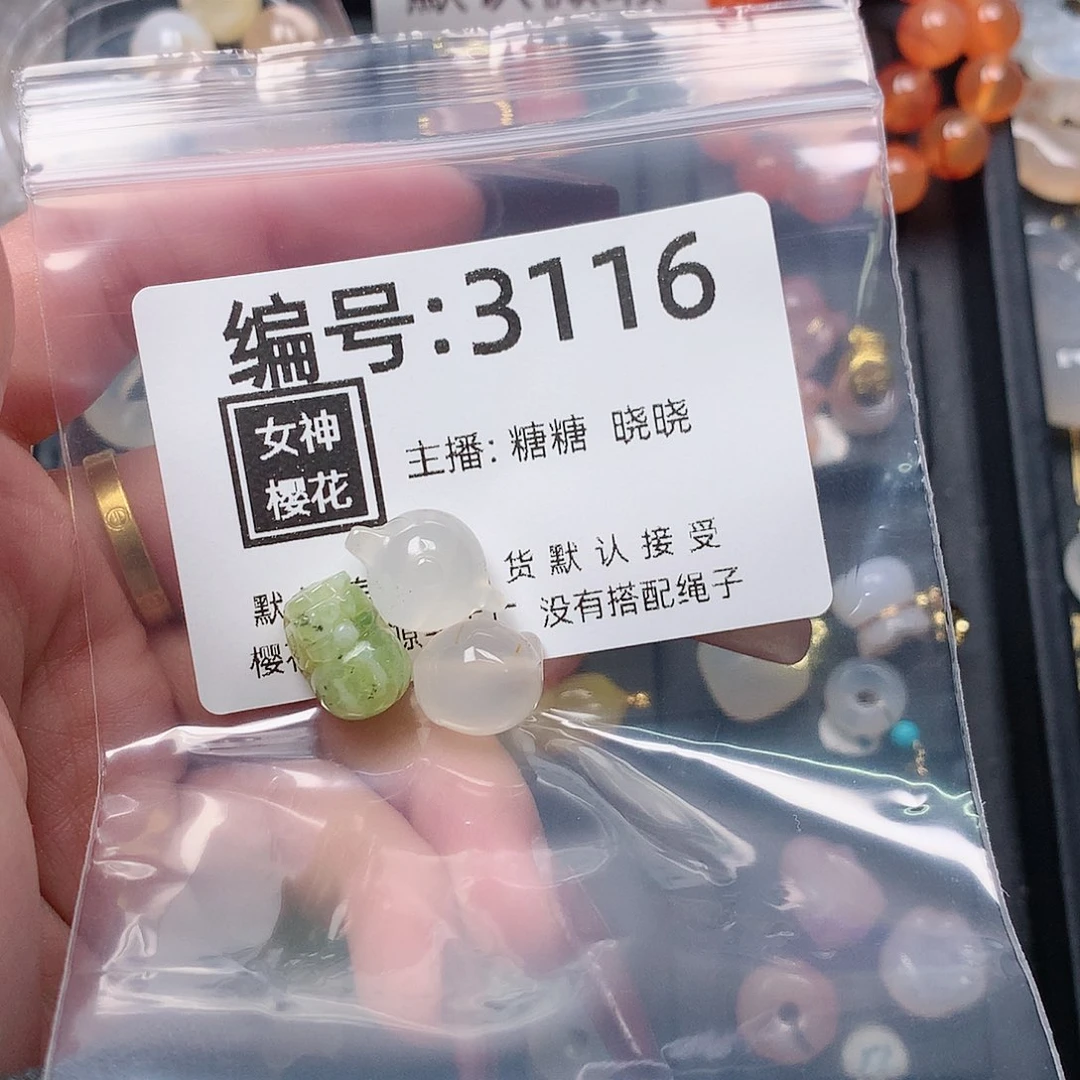 编号:3116
女神
樱花
主播: 糖糖 晓晓
默 货默认接受
樱 没有搭配绳子